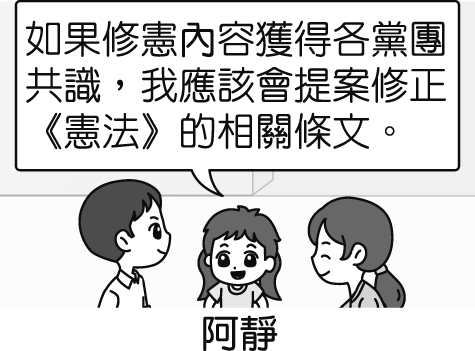 如果修憲內容獲得各黨團
共識，我應該會提案修正
《憲法》的相關條文。
阿靜